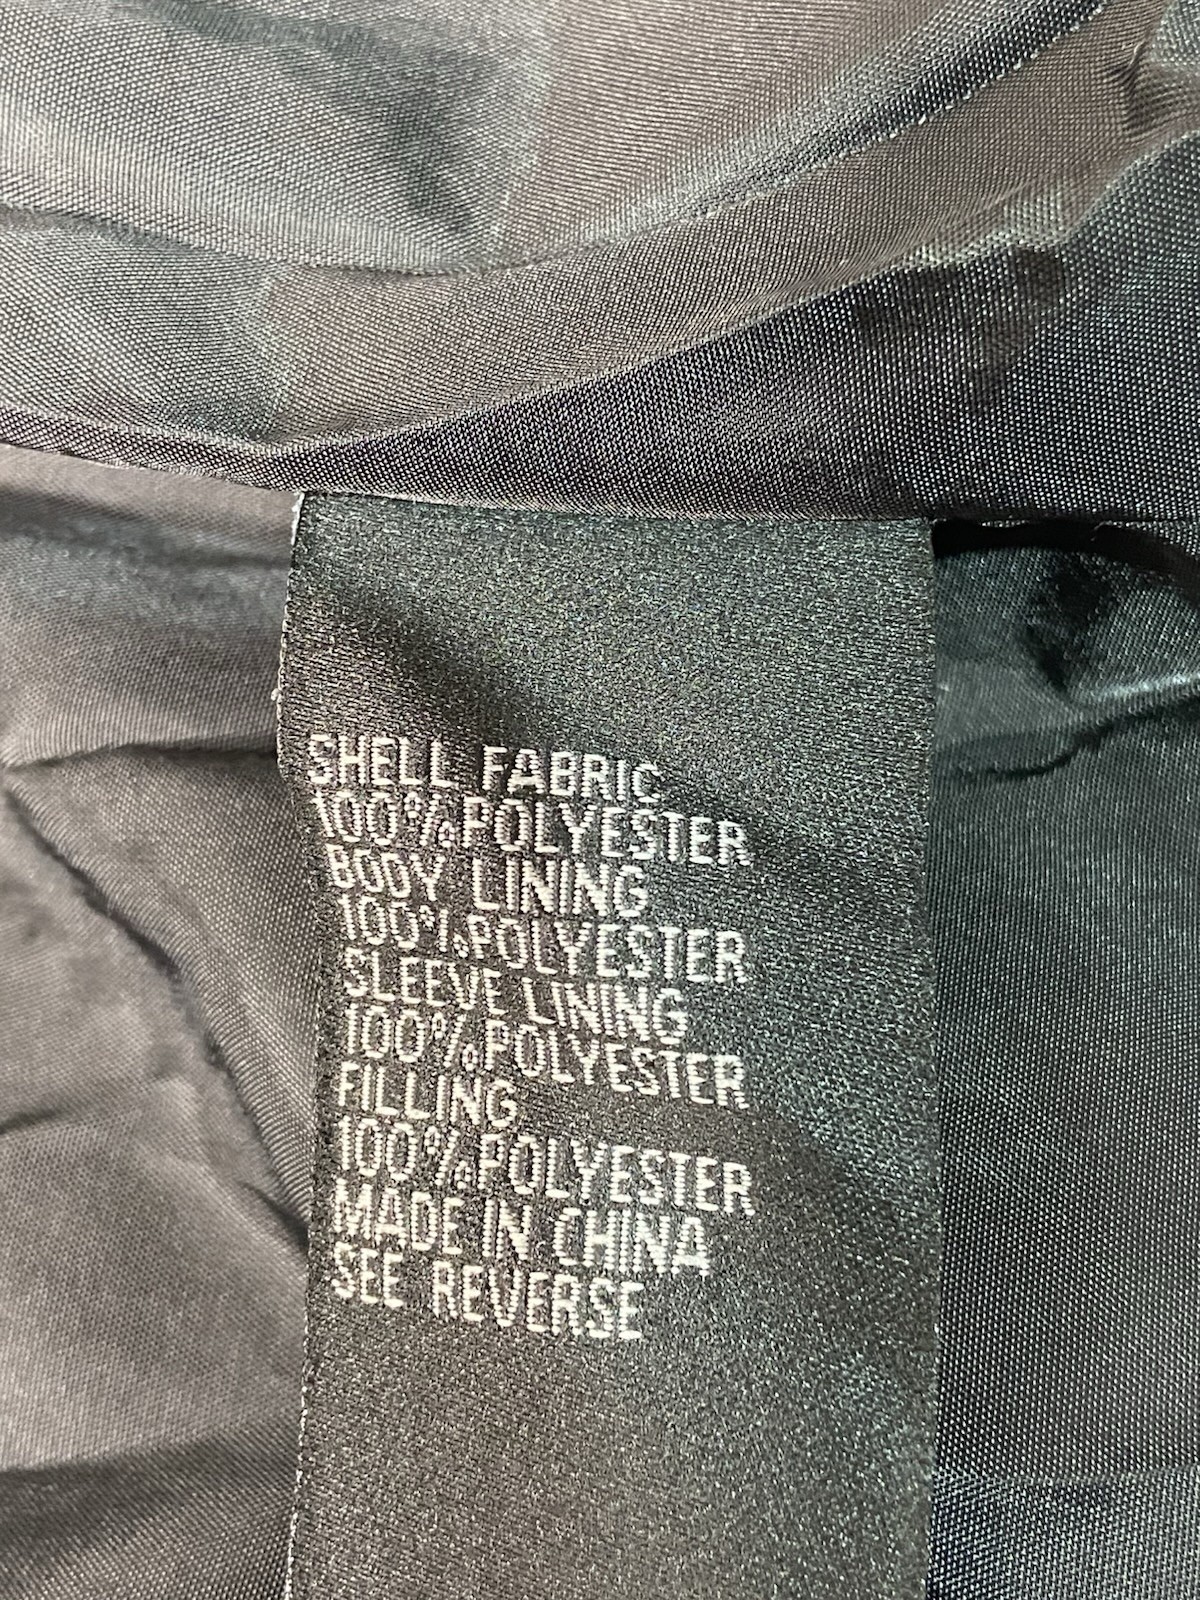 SHELL FABRIC
100%POLYESTER
BODY LINING
100%POLYESTER
SLEEVE LINING
100%POLYESTER
FILLING
100%POLYESTER
MADE IN CHINA
SEE REVERSE